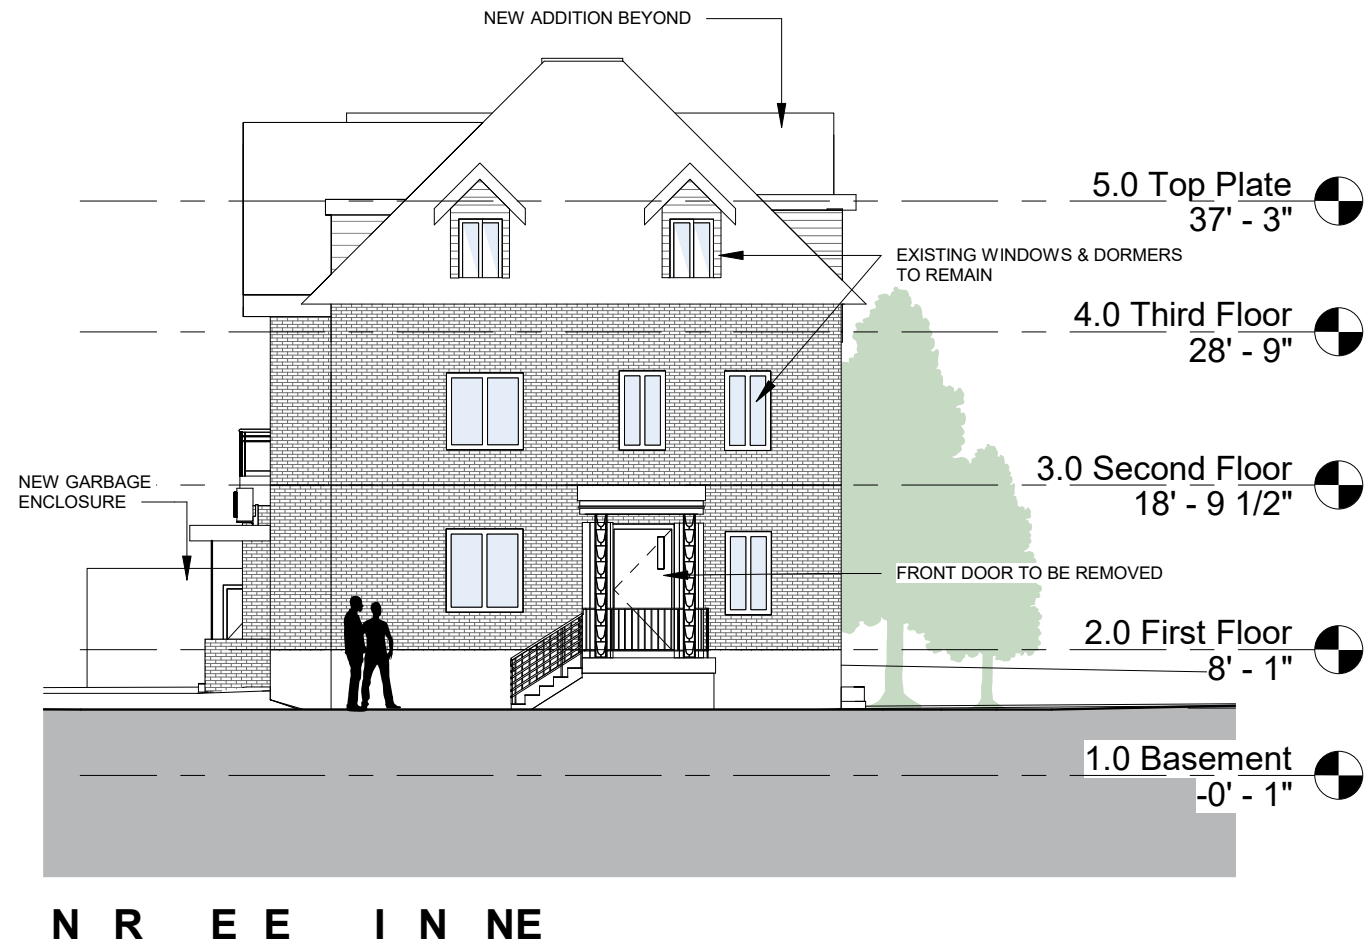 NEW ADDITION BEYOND
5.0 Top Plate
37' - 3"
EXISTING WINDOWS & DORMERS
TO REMAIN
4.0 Third Floor
28' - 9"
3.0 Second Floor
18' - 9 1/2"
NEW GARBAGE
ENCLOSURE
FRONT DOOR TO BE REMOVED
2.0 First Floor
8' - 1"
1.0 Basement
-0' - 1"
N R E E I N NE